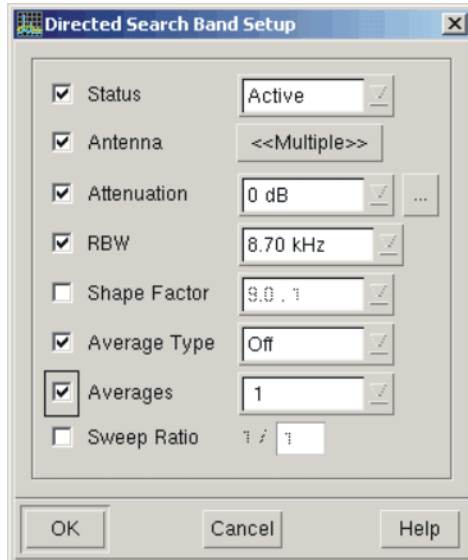 Directed Search Band Setup
Status Active
Antenna <<Multiple>>
Attenuation 0 dB ...
RBW 8.70 kHz
Shape Factor 9.0 : 1
Average Type Off
Averages 1
Sweep Ratio 1 / 1
OK Cancel Help